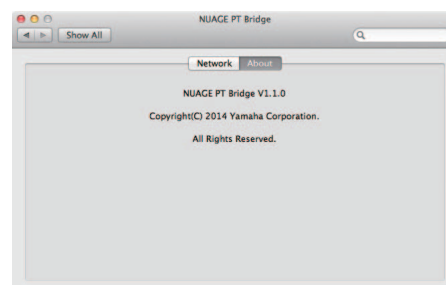 NUAGE PT Bridge
Show All
Network About
NUAGE PT Bridge V1.1.0
Copyright(C) 2014 Yamaha Corporation.
All Rights Reserved.